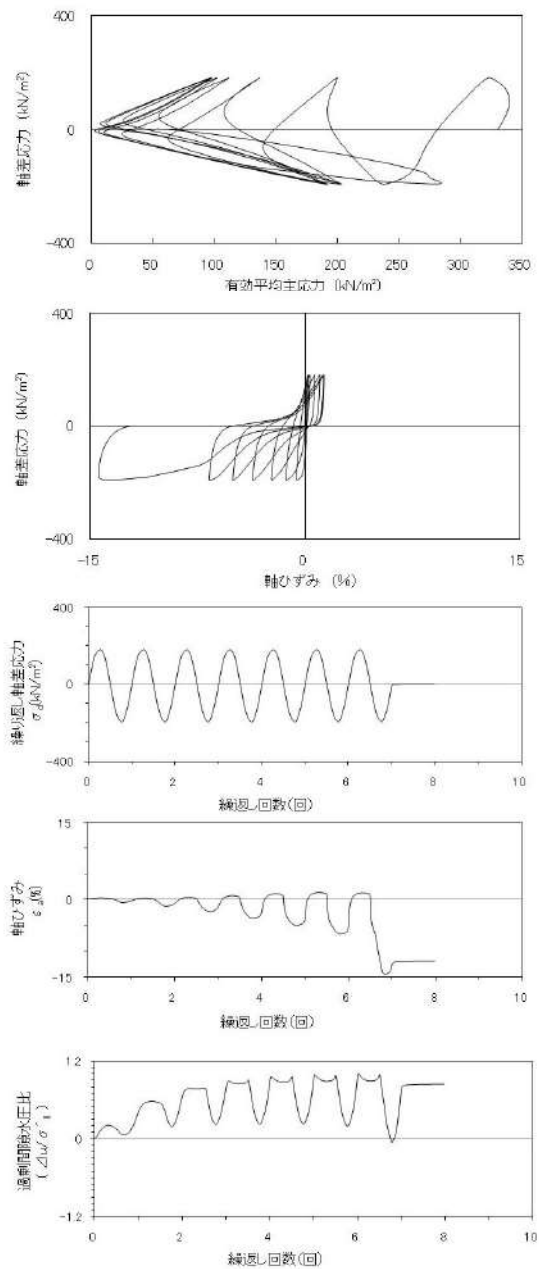 400
0
-400
軸差応力 (kN/m²)
0 50 100 150 200 250 300 350
有効平均主応力 (kN/m²)
400
0
-400
軸差応力 (kN/m²)
-15 0 15
軸ひずみ (%)
400
0
-400
繰り返し軸差応力
σd(kN/m²)
0 2 4 6 8 10
繰返し回数(回)
15
0
-15
軸ひずみ
εa(%)
0 2 4 6 8 10
繰返し回数(回)
1.2
0
-1.2
過剰間隙水圧比
0 2 4 6 8 10
繰返し回数(回)